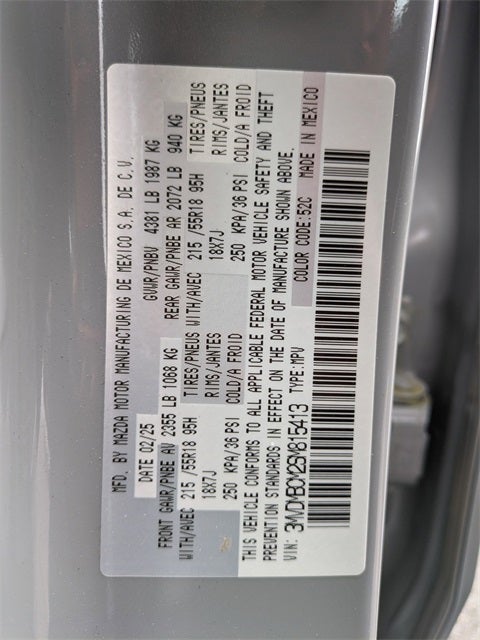 MFD. BY MAZDA MOTOR MANUFACTURING DE MEXICO S.A. DE C.V.
DATE 02/25 GVWR/PNBV 4381 LB 1987 KG
FRONT GAWR/PNBE AV 2355 LB 1068 KG REAR GAWR/PNBE AR 2072 LB 940 KG
WITH/AVEC 215 /55R18 95H TIRES/PNEUS WITH/AVEC 215 /55R18 95H TIRES/PNEUS
18X7J RIMS/JANTES 18X7J RIMS/JANTES
250 KPA/36 PSI COLD/A FROID 250 KPA/36 PSI COLD/A FROID
THIS VEHICLE CONFORMS TO ALL APPLICABLE FEDERAL MOTOR VEHICLE SAFETY AND THEFT
PREVENTION STANDARDS IN EFFECT ON THE DATE OF MANUFACTURE SHOWN ABOVE.
VIN: 3MVDMBCM2SM815413 TYPE:MPV COLOR CODE:52C MADE IN MEXICO